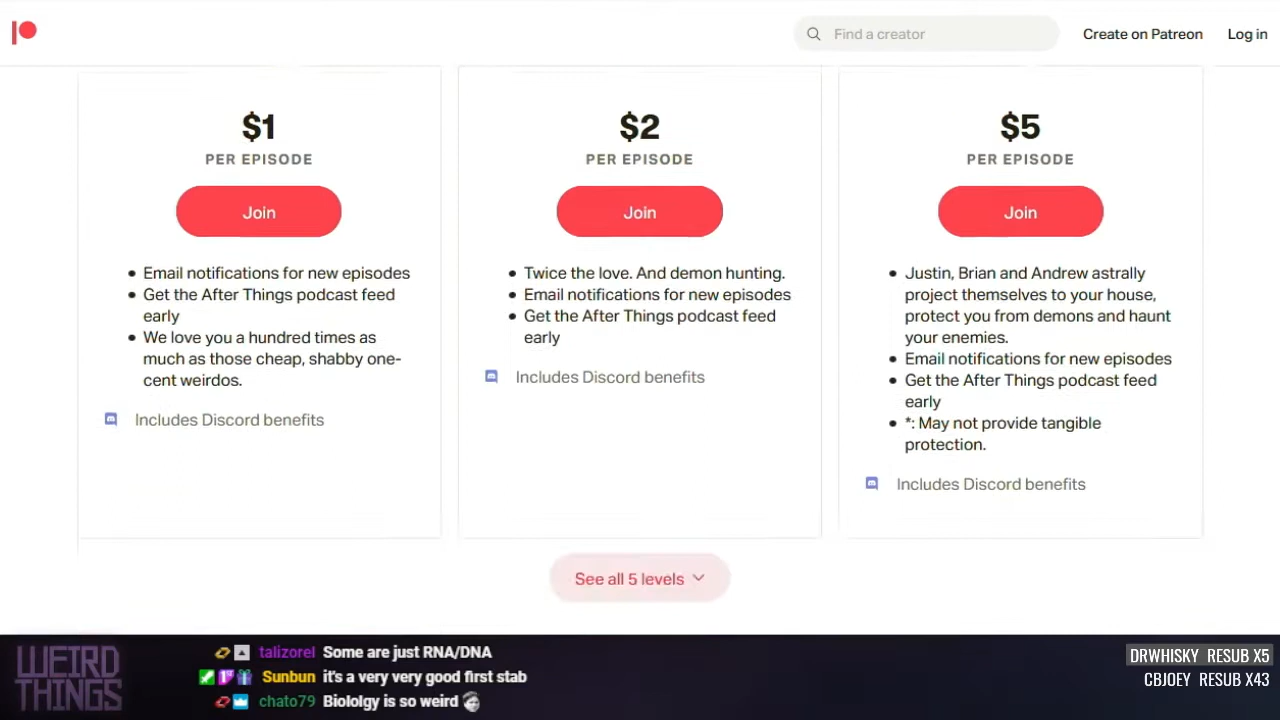 Find a creator
Create on Patreon
Log in
$1
PER EPISODE
Join
Email notifications for new episodes
Get the After Things podcast feed
early
We love you a hundred times as
much as those cheap, shabby one-
cent weirdos.
Includes Discord benefits
$2
PER EPISODE
Join
Twice the love. And demon hunting.
Email notifications for new episodes
Get the After Things podcast feed
early
Includes Discord benefits
$5
PER EPISODE
Join
Justin, Brian and Andrew astrally
project themselves to your house,
protect you from demons and haunt
your enemies.
Email notifications for new episodes
Get the After Things podcast feed
early
*: May not provide tangible
protection.
Includes Discord benefits
See all 5 levels
WEIRD
THINGS
talizorel Some are just RNA/DNA
Sunbun it's a very very good first stab
chato79 Biololgy is so weird
DRWHISKY RESUB X5
CBJOEY RESUB X43